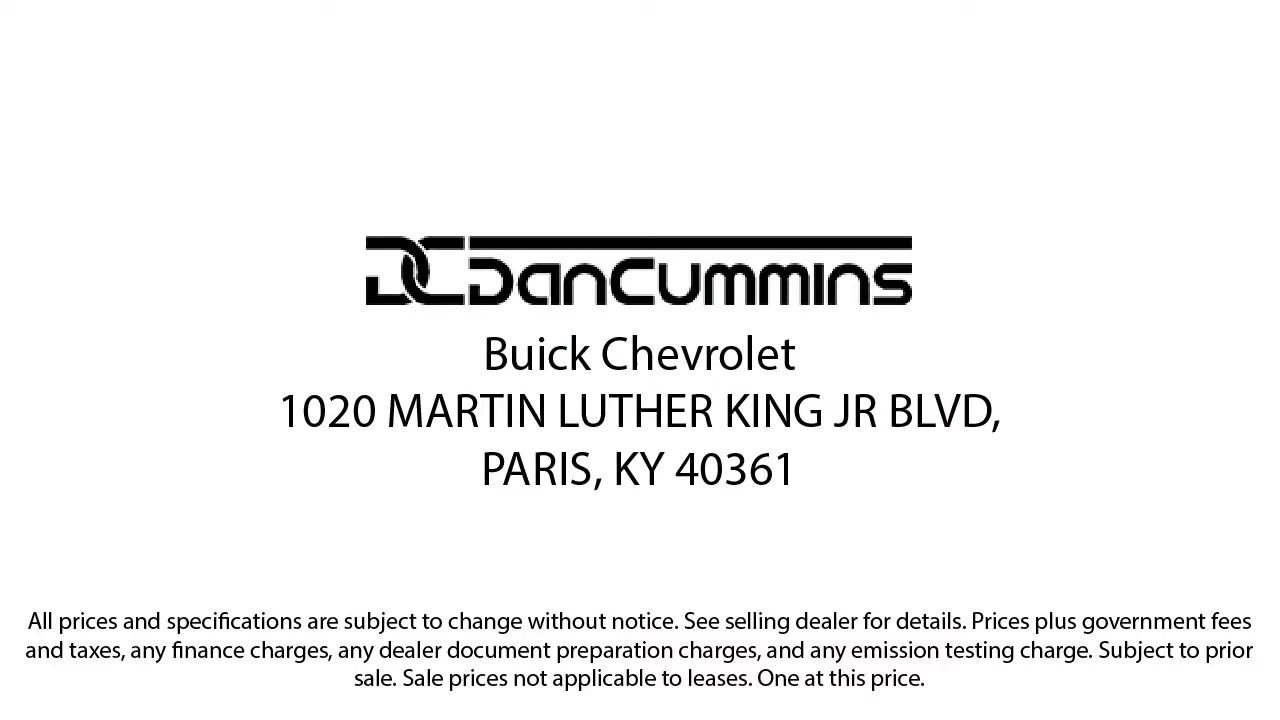 DC DanCummins
Buick Chevrolet
1020 MARTIN LUTHER KING JR BLVD,
PARIS, KY 40361
All prices and specifications are subject to change without notice. See selling dealer for details. Prices plus government fees
and taxes, any finance charges, any dealer document preparation charges, and any emission testing charge. Subject to prior
sale. Sale prices not applicable to leases. One at this price.